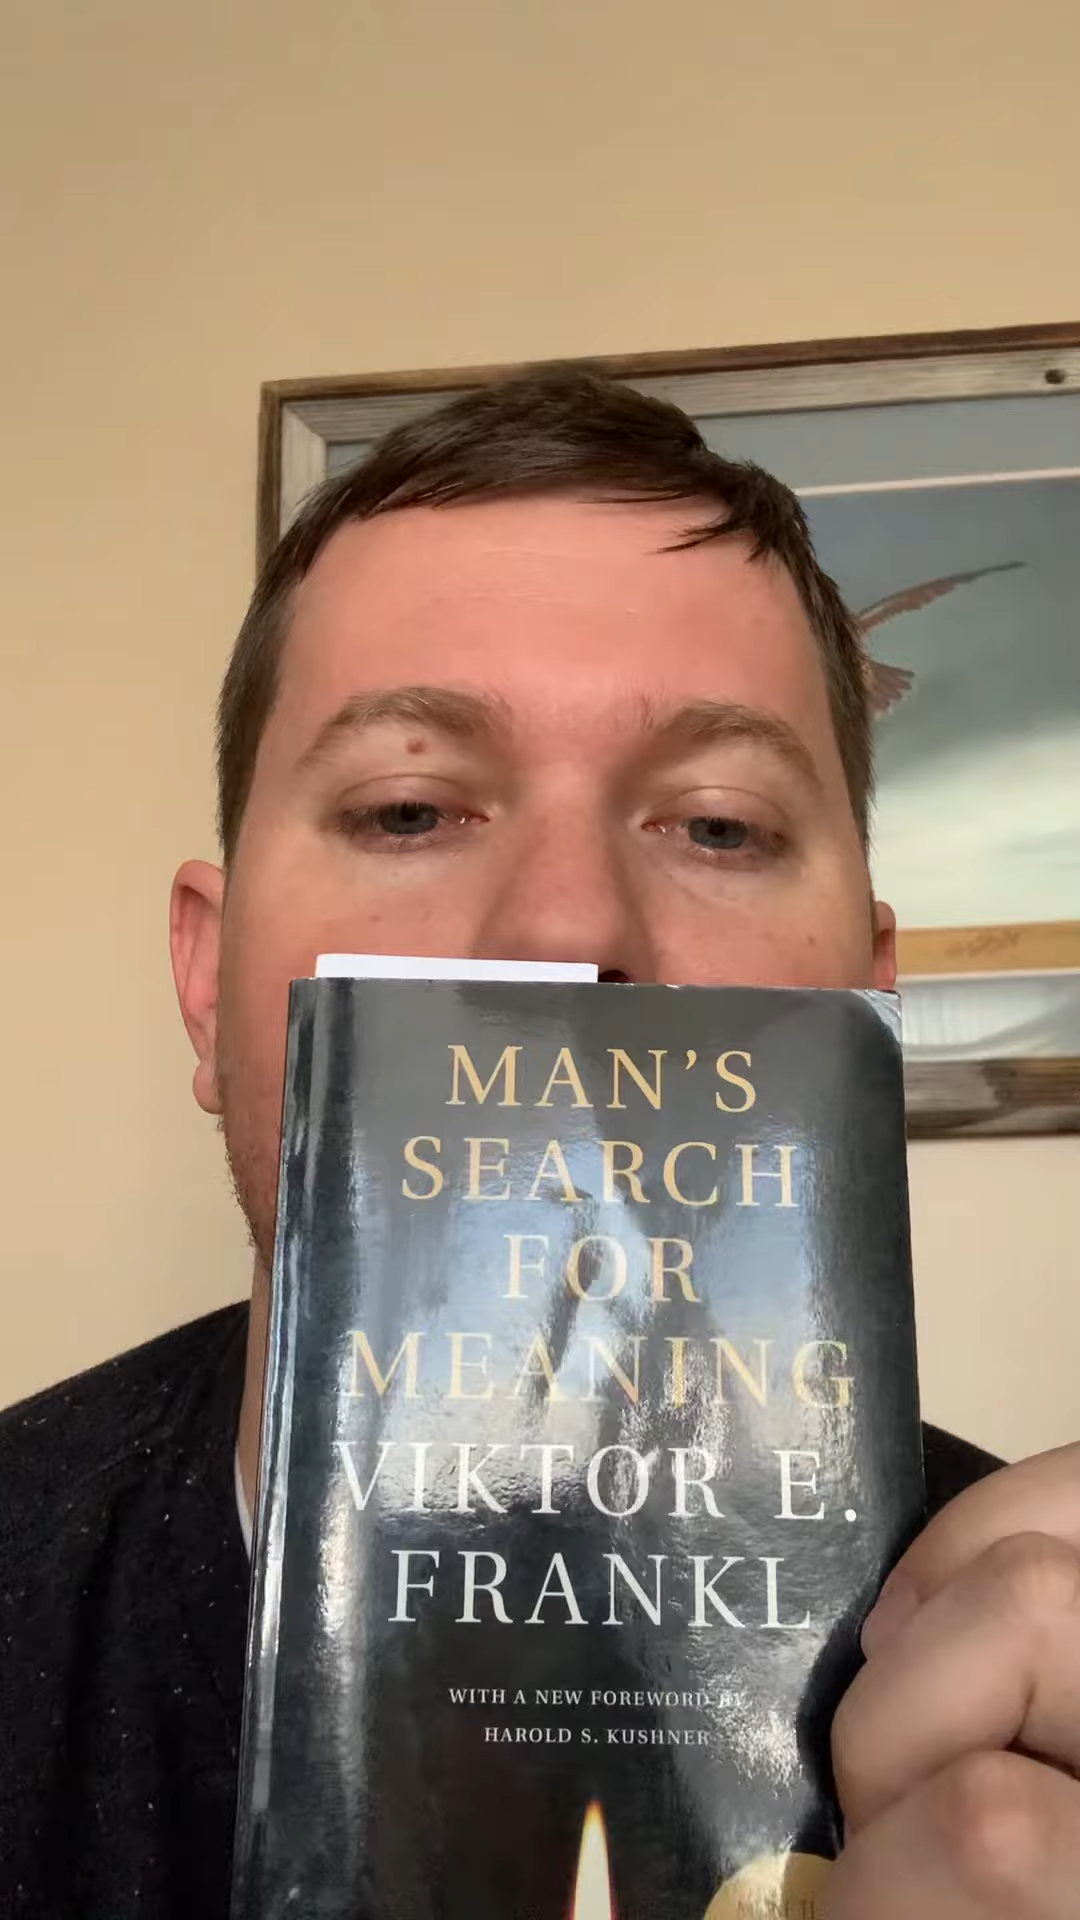 MAN'S
SEARCH
FOR
MEANING
VIKTOR E.
FRANKL
WITH A NEW FOREWORD BY
HAROLD S. KUSHNER